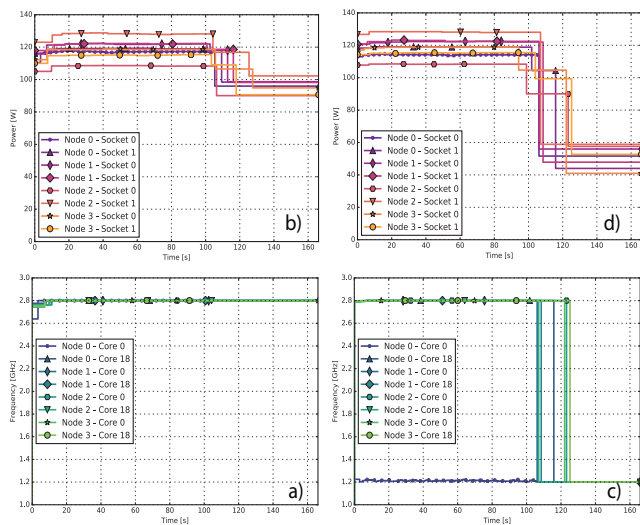 140
120
100
80
60
40
20
0
Power [W]
Node 0 – Socket 0
Node 0 – Socket 1
Node 1 – Socket 0
Node 1 – Socket 1
Node 2 – Socket 0
Node 2 – Socket 1
Node 3 – Socket 0
Node 3 – Socket 1
b)
0 20 40 60 80 100 120 140 160
Time [s]
140
120
100
80
60
40
20
0
Power [W]
Node 0 – Socket 0
Node 0 – Socket 1
Node 1 – Socket 0
Node 1 – Socket 1
Node 2 – Socket 0
Node 2 – Socket 1
Node 3 – Socket 0
Node 3 – Socket 1
d)
0 20 40 60 80 100 120 140 160
Time [s]
3.0
2.8
2.6
2.4
2.2
2.0
1.8
1.6
1.4
1.2
1.0
Frequency [GHz]
Node 0 – Core 0
Node 0 – Core 18
Node 1 – Core 0
Node 1 – Core 18
Node 2 – Core 0
Node 2 – Core 18
Node 3 – Core 0
Node 3 – Core 18
a)
0 20 40 60 80 100 120 140 160
Time [s]
3.0
2.8
2.6
2.4
2.2
2.0
1.8
1.6
1.4
1.2
1.0
Frequency [GHz]
Node 0 – Core 0
Node 0 – Core 18
Node 1 – Core 0
Node 1 – Core 18
Node 2 – Core 0
Node 2 – Core 18
Node 3 – Core 0
Node 3 – Core 18
c)
0 20 40 60 80 100 120 140 160
Time [s]